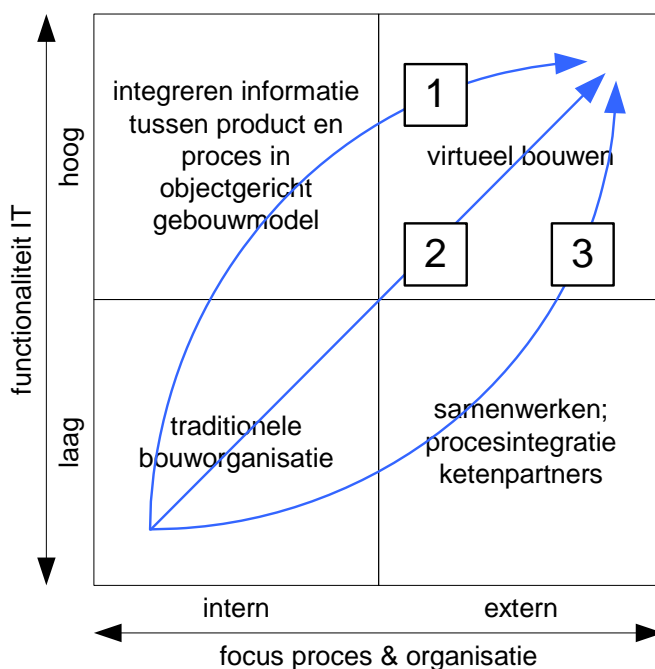 functionaliteit IT
hoog
laag
integreren informatie
tussen product en
proces in
objectgericht
gebouwmodel
1
virtueel bouwen
2
3
traditionele
bouworganisatie
samenwerken;
procesintegratie
ketenpartners
intern
extern
focus proces & organisatie